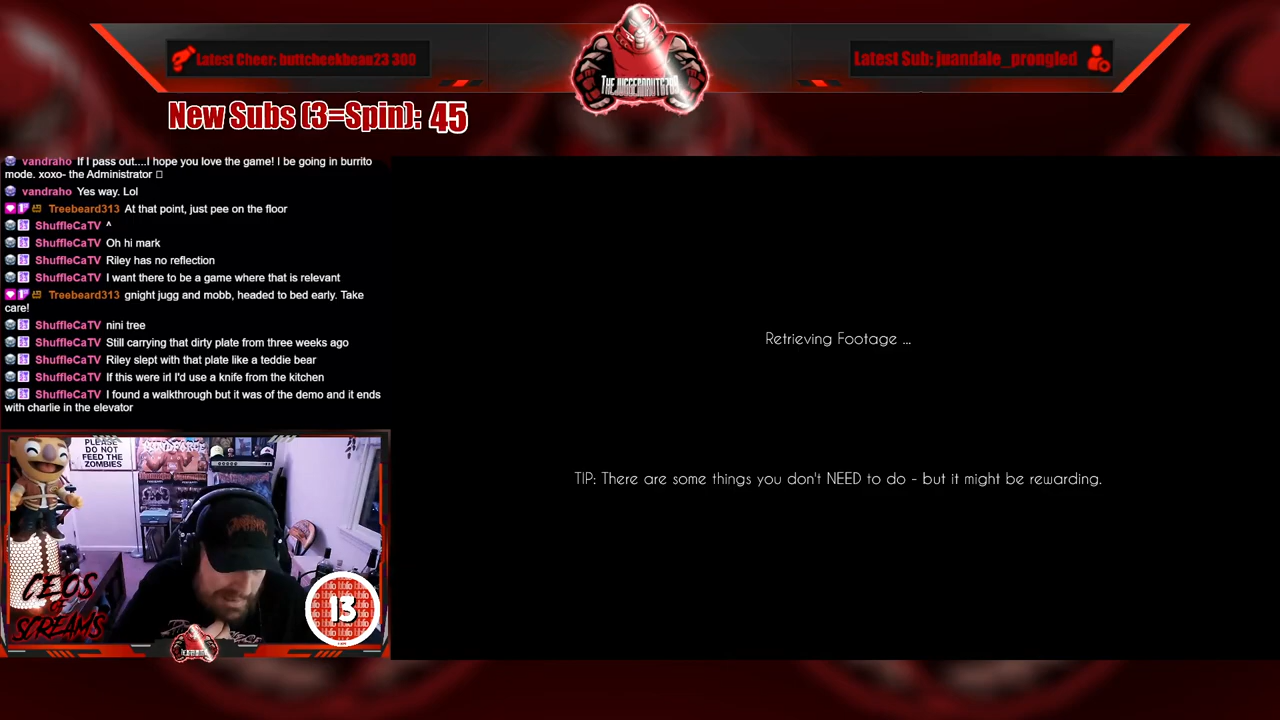 Latest Cheer: buttcheekbean23 300
THEJUGGERNAUT6789
Latest Sub: juandale_prongled
New Subs (3=Spin): 45
vandraho If I pass out....I hope you love the game! I be going in burrito
mode. xoxo- the Administrator
vandraho Yes way. Lol
Treebeard313 At that point, just pee on the floor
ShuffleCaTV ^
ShuffleCaTV Oh hi mark
ShuffleCaTV Riley has no reflection
ShuffleCaTV I want there to be a game where that is relevant
Treebeard313 gnight jugg and mobb, headed to bed early. Take
care!
ShuffleCaTV nini tree
ShuffleCaTV Still carrying that dirty plate from three weeks ago
ShuffleCaTV Riley slept with that plate like a teddie bear
ShuffleCaTV If this were irl I'd use a knife from the kitchen
ShuffleCaTV I found a walkthrough but it was of the demo and it ends
with charlie in the elevator
Retrieving Footage ...
TIP: There are some things you don't NEED to do - but it might be rewarding.
PLEASE
DO NOT
FEED THE
ZOMBIES
CEOS
OF
SCREAMS
13